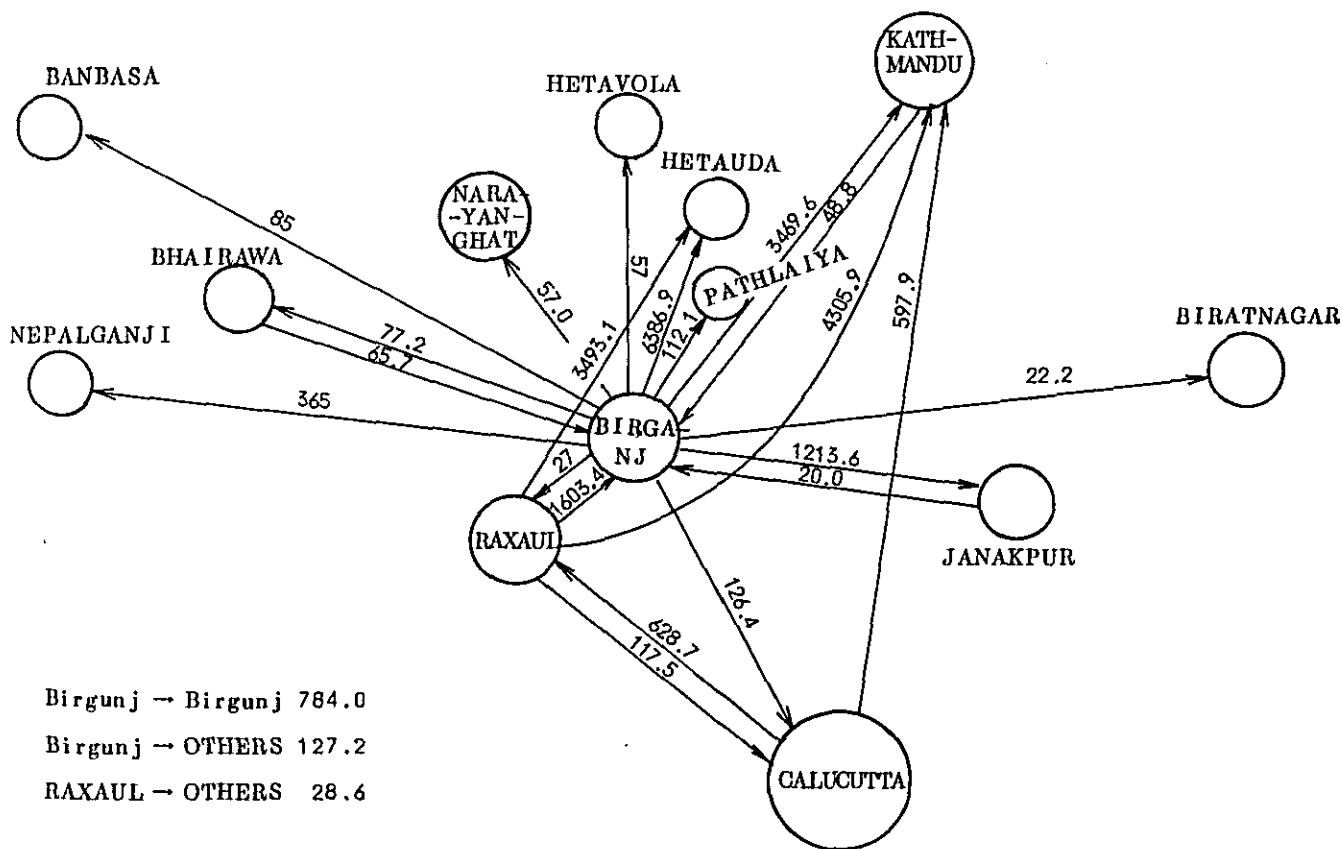 KATH-
MANDU
BANBASA
HETAVOLA
HETAUDA
NARA-
-YAN-
GHAT
85
3469.6
48.8
BHAIRAWA
57
57.0
PATHLAIYA
6386.9
112.1
3493.1
4305.9
597.9
NEPALGANJI
77.2
65.7
BIRATNAGAR
365
22.2
BIRGA
NJ
1213.6
20.0
27
1603.4
RAXAUL
JANAKPUR
126.4
628.7
117.5
CALUCUTTA
Birgunj → Birgunj 784.0
Birgunj → OTHERS 127.2
RAXAUL → OTHERS 28.6